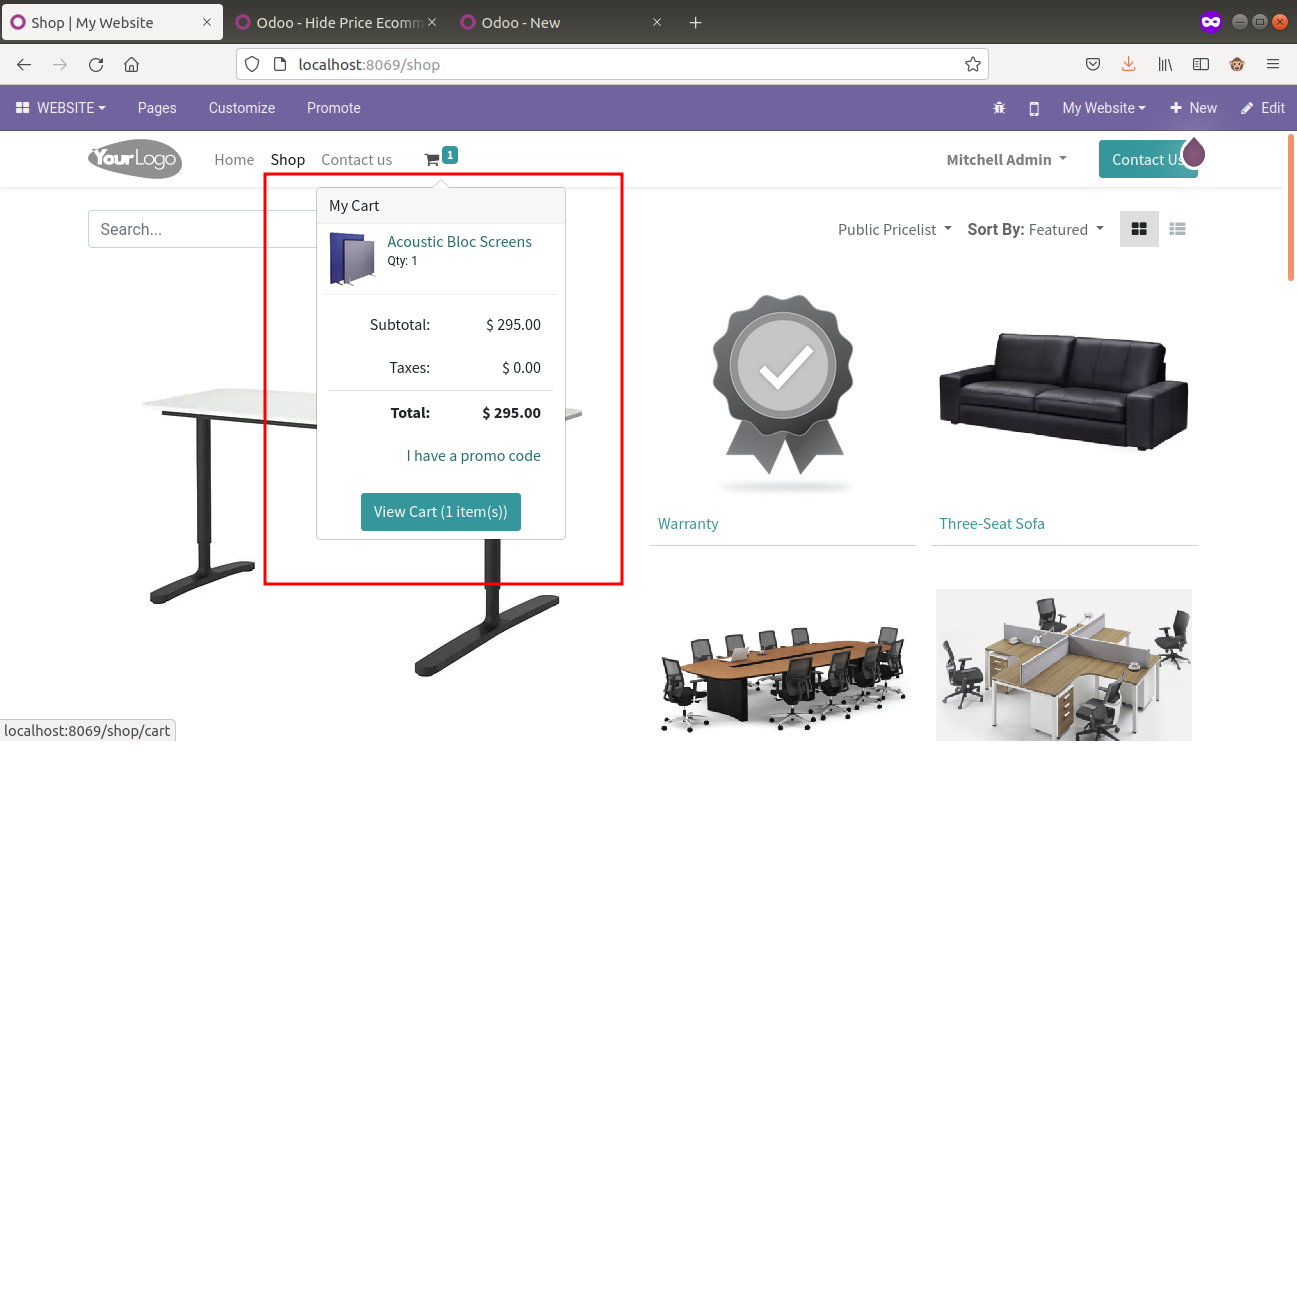 Shop | My Website
Odoo - Hide Price Ecomm
Odoo - New
localhost:8069/shop
WEBSITE
Pages
Customize
Promote
My Website
New
Edit
YourLogo
Home
Shop
Contact us
1
Mitchell Admin
Contact Us
Search...
Public Pricelist
Sort By: Featured
My Cart
Acoustic Bloc Screens
Qty: 1
Subtotal: $ 295.00
Taxes: $ 0.00
Total: $ 295.00
I have a promo code
View Cart (1 item(s))
Warranty
Three-Seat Sofa
localhost:8069/shop/cart